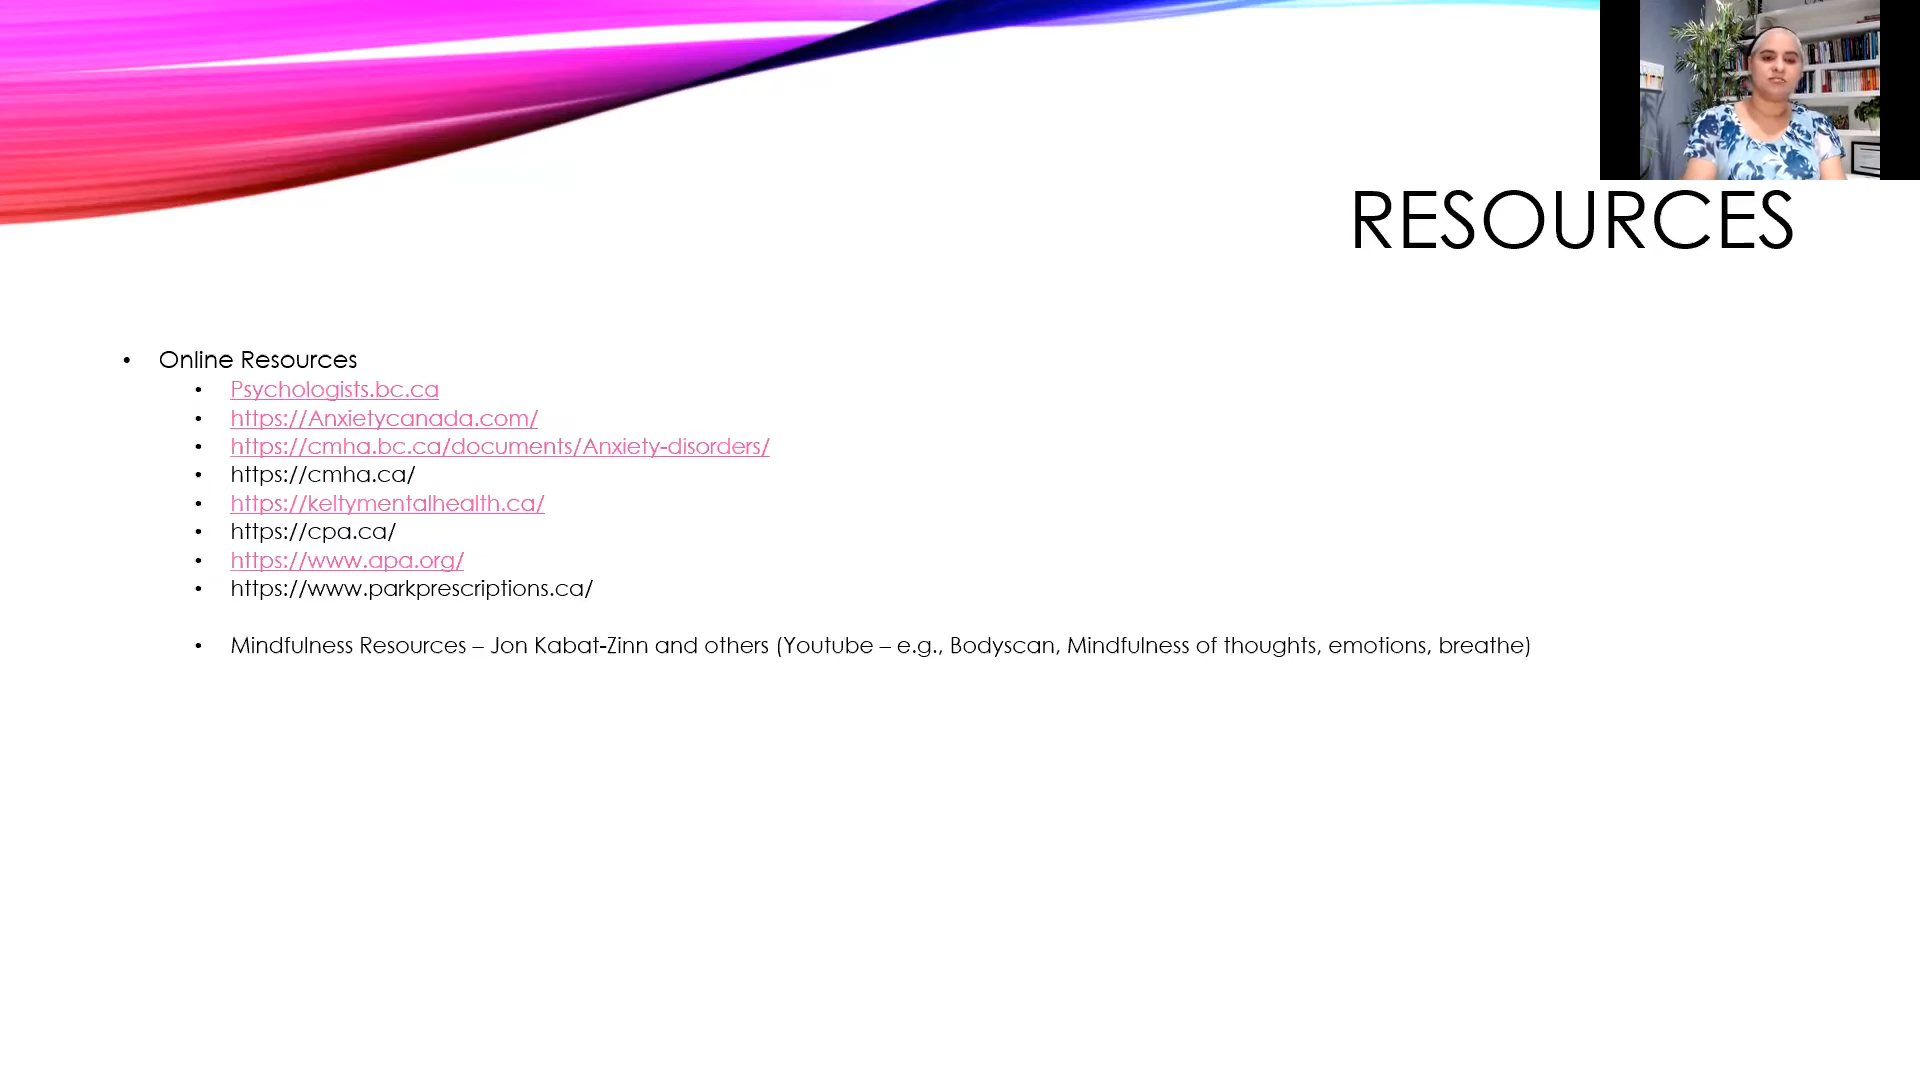 RESOURCES
Online Resources
Psychologists.bc.ca
https://Anxietycanada.com/
https://cmha.bc.ca/documents/Anxiety-disorders/
https://cmha.ca/
https://keltymentalhealth.ca/
https://cpa.ca/
https://www.apa.org/
https://www.parkprescriptions.ca/
Mindfulness Resources – Jon Kabat-Zinn and others (Youtube – e.g., Bodyscan, Mindfulness of thoughts, emotions, breathe)